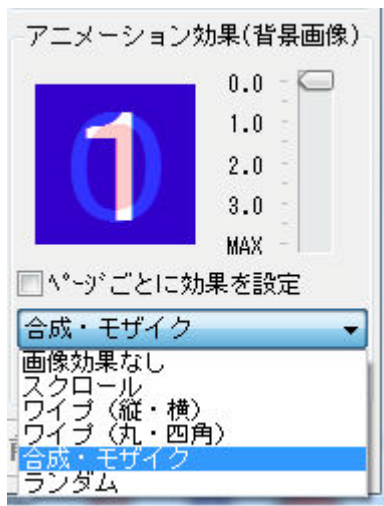 アニメーション効果(背景画像)
0.0
1.0
2.0
3.0
MAX
10
ﾍﾟｰｼﾞごとに効果を設定
合成・モザイク
画像効果なし
スクロール
ワイプ（縦・横）
ワイプ（丸・四角）
合成・モザイク
ランダム